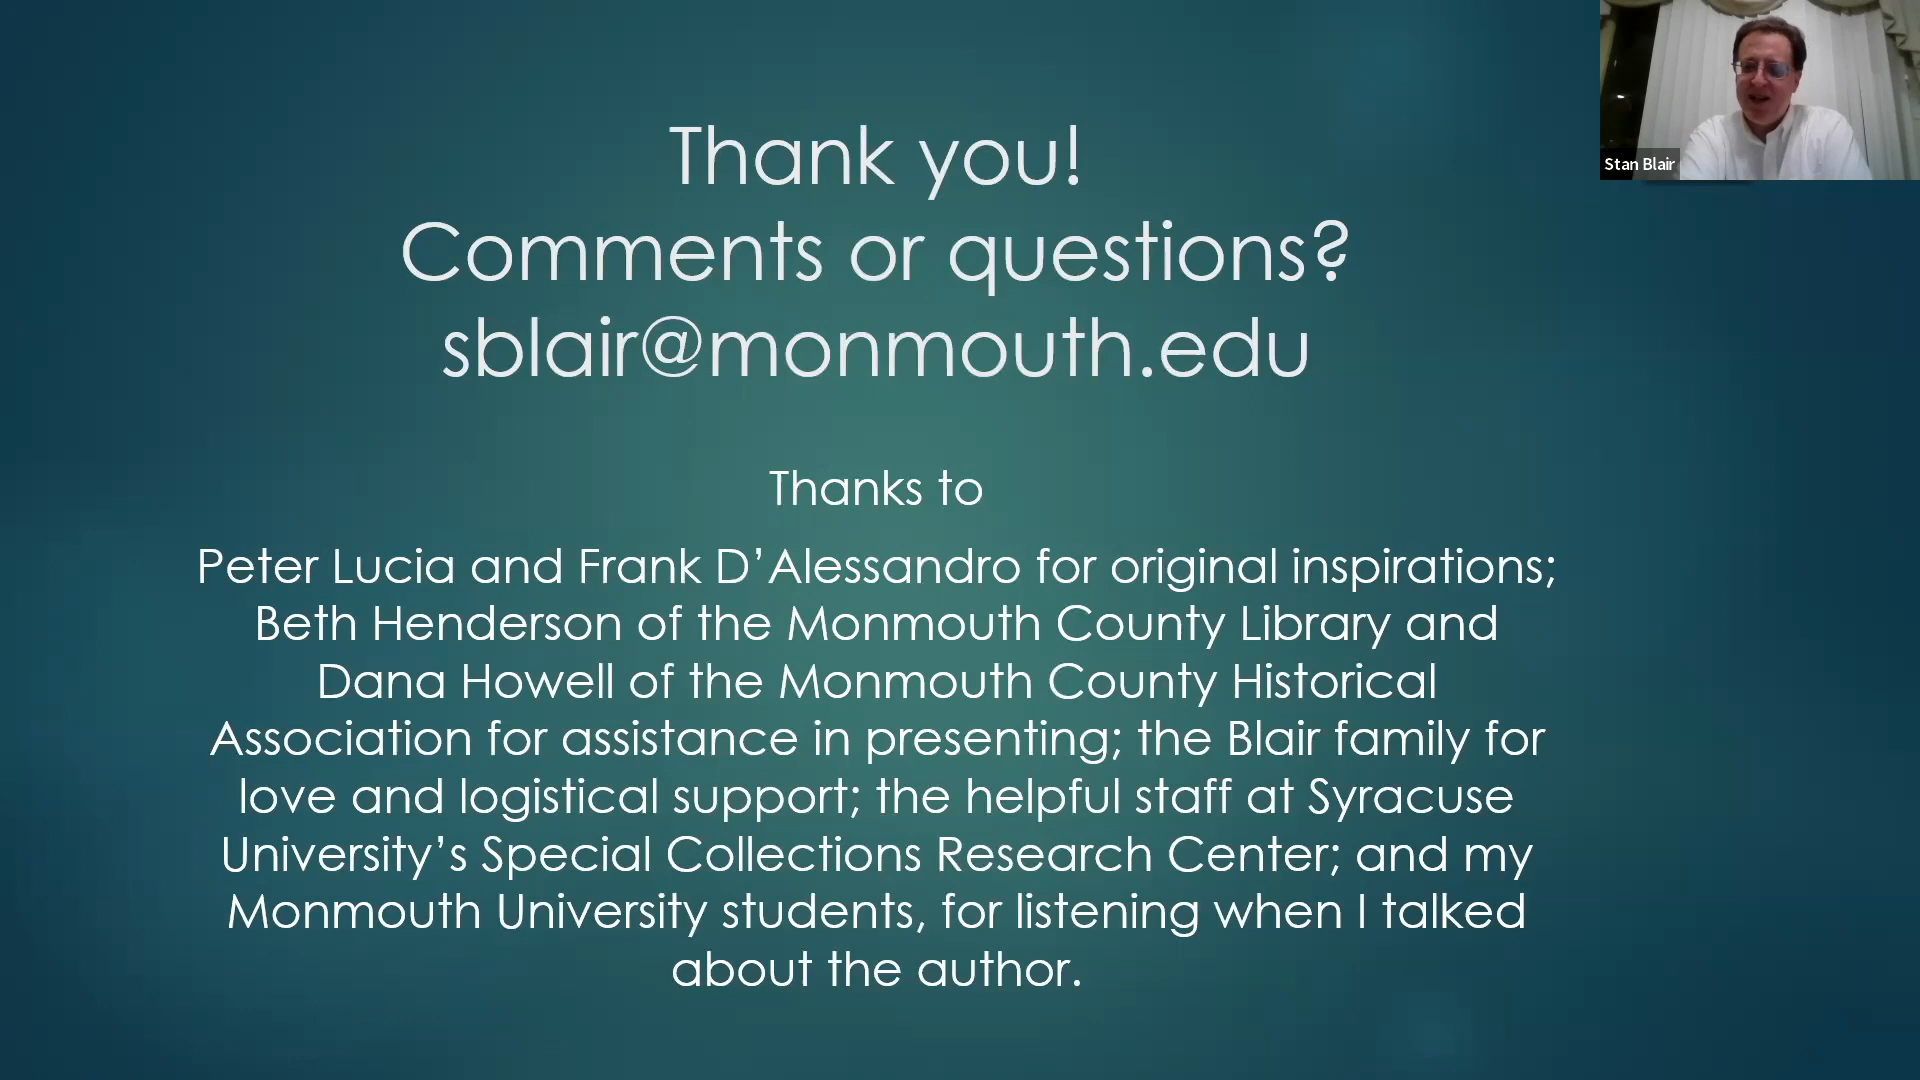 Thank you!
Comments or questions?
sblair@monmouth.edu
Thanks to
Peter Lucia and Frank D’Alessandro for original inspirations;
Beth Henderson of the Monmouth County Library and
Dana Howell of the Monmouth County Historical
Association for assistance in presenting; the Blair family for
love and logistical support; the helpful staff at Syracuse
University’s Special Collections Research Center; and my
Monmouth University students, for listening when I talked
about the author.
Stan Blair